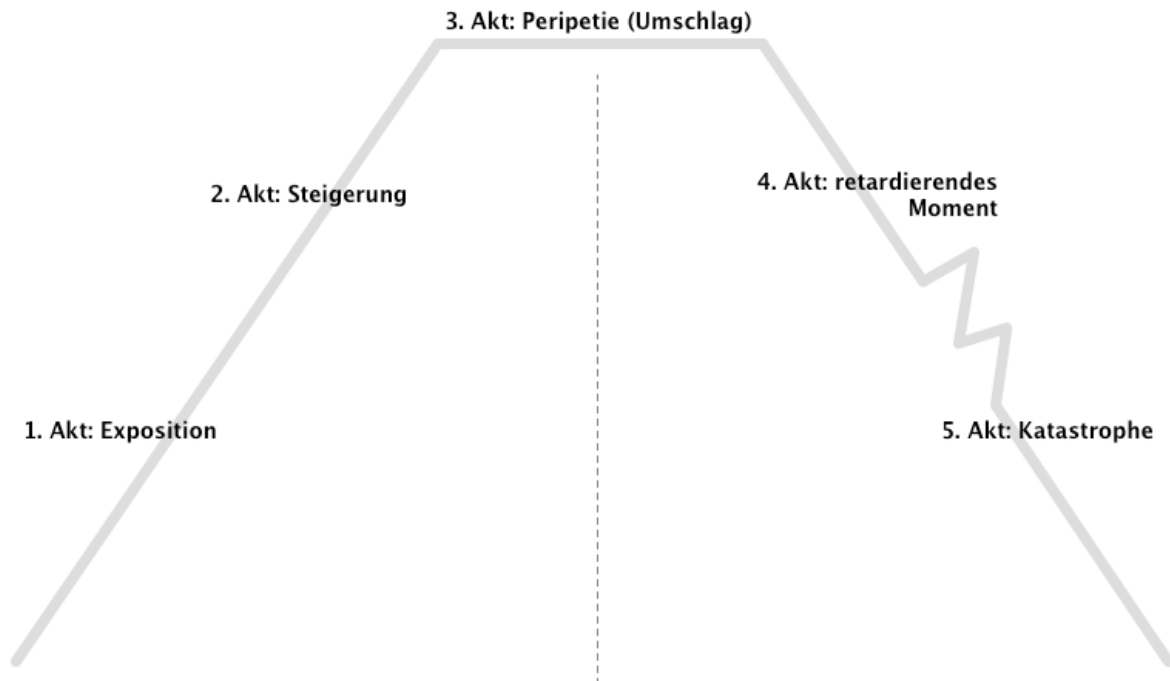 3. Akt: Peripetie (Umschlag)
2. Akt: Steigerung
4. Akt: retardierendes
Moment
1. Akt: Exposition
5. Akt: Katastrophe